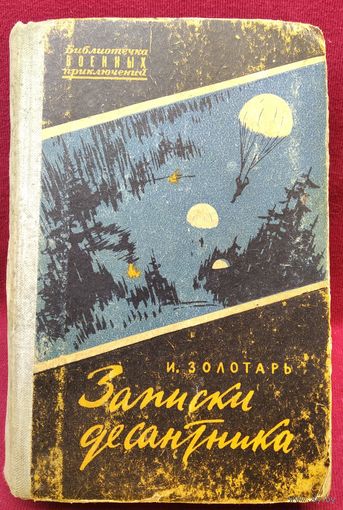 Библиотечка
ВОЕННЫХ
приключений
И. ЗОЛОТАРЬ
Записки
десантника